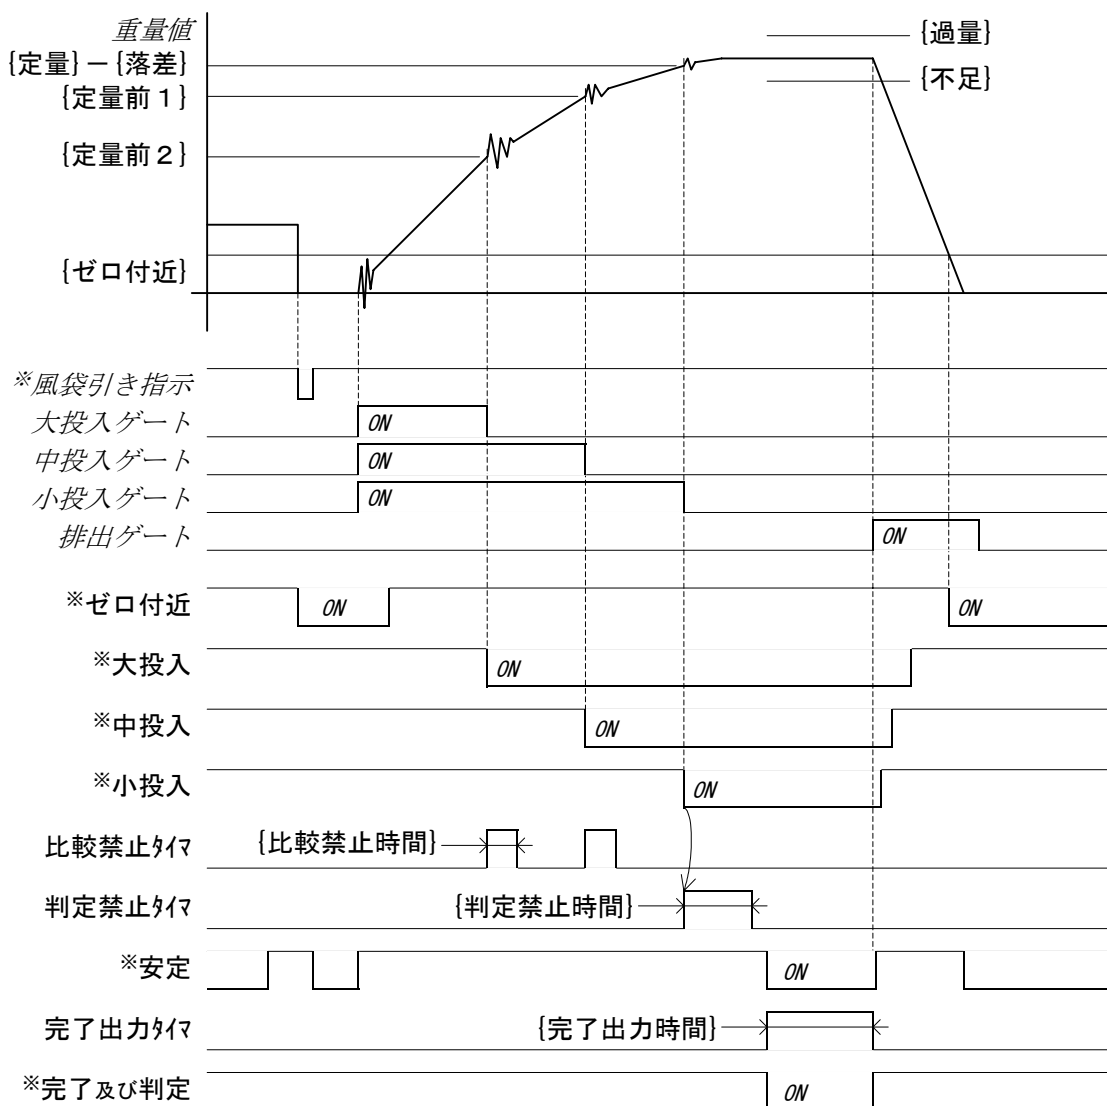 重量値
{過量}
{定量}－{落差}
{不足}
{定量前１}
{定量前２}
{ゼロ付近}
※風袋引き指示
大投入ゲート ON
中投入ゲート ON
小投入ゲート ON
排出ゲート ON
※ゼロ付近 ON ON
※大投入 ON
※中投入 ON
※小投入 ON
比較禁止ﾀｲﾏ {比較禁止時間}
判定禁止ﾀｲﾏ {判定禁止時間}
※安定 ON
完了出力ﾀｲﾏ {完了出力時間}
※完了及び判定 ON